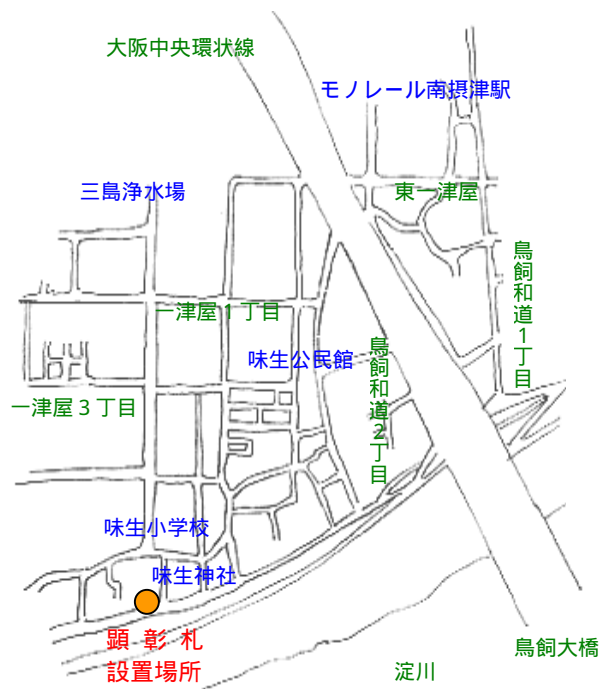 大阪中央環状線
モノレール南摂津駅
三島浄水場
東一津屋
鳥飼和道1丁目
一津屋1丁目
味生公民館
鳥飼和道2丁目
一津屋3丁目
味生小学校
味生神社
顕彰札
設置場所
鳥飼大橋
淀川